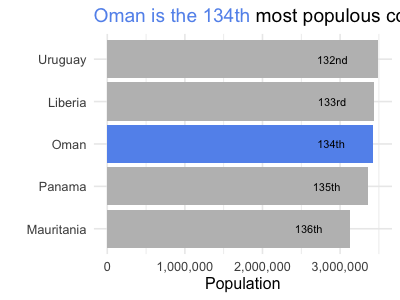 Oman is the 134th most populous co
Uruguay 132nd
Liberia 133rd
Oman 134th
Panama 135th
Mauritania 136th
0 1,000,000 2,000,000 3,000,000
Population